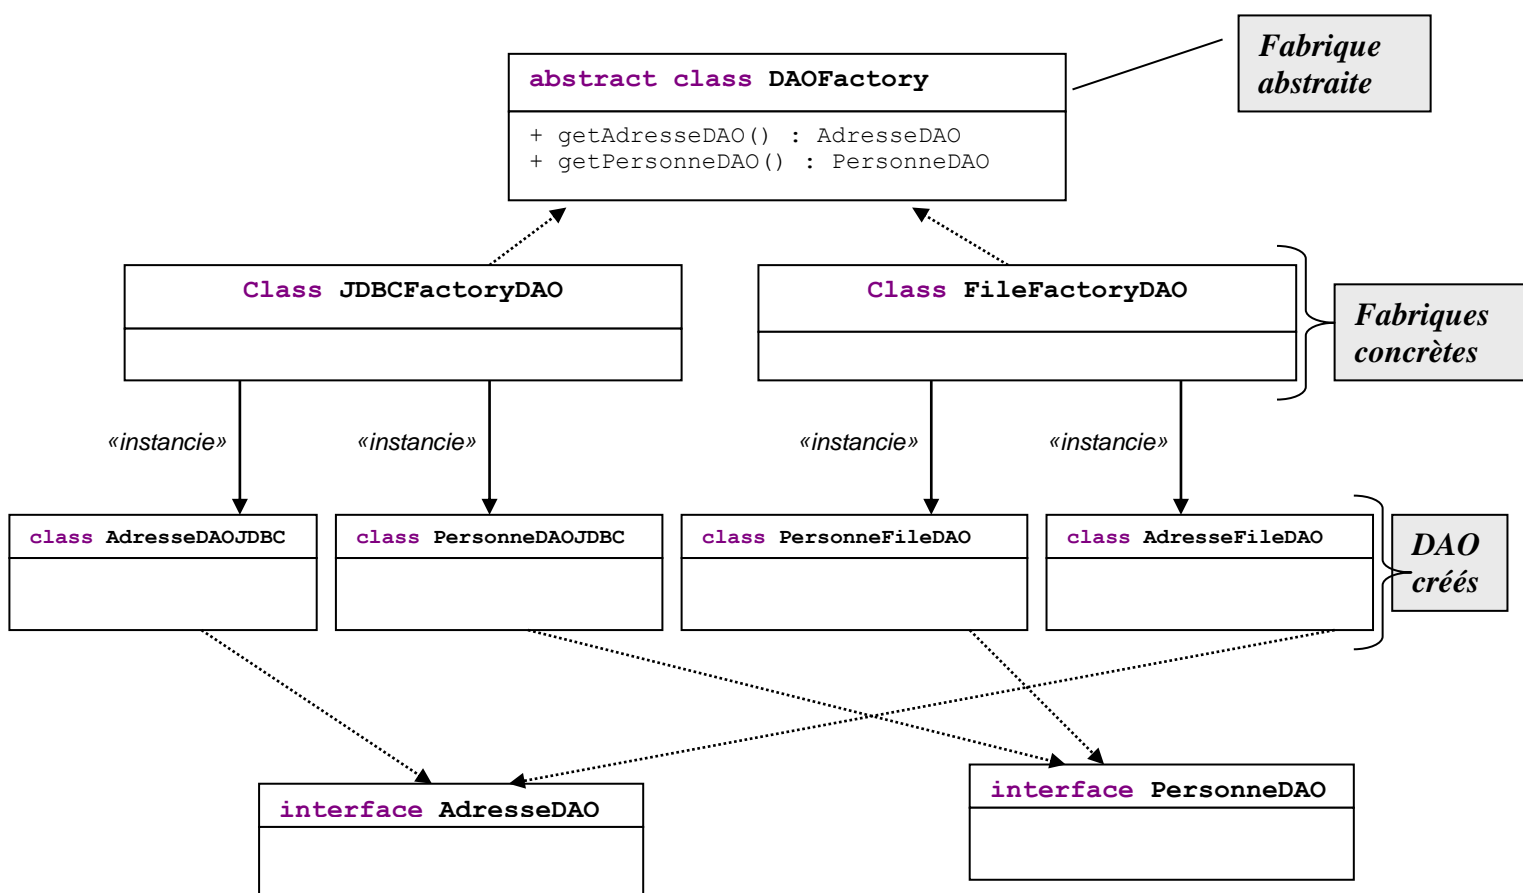 Fabrique
abstraite
abstract class DAOFactory
+ getAdresseDAO() : AdresseDAO
+ getPersonneDAO() : PersonneDAO
Class JDBCFactoryDAO
Class FileFactoryDAO
Fabriques
concrètes
«instancie»
«instancie»
«instancie»
«instancie»
class AdresseDAOJDBC
class PersonneDAOJDBC
class PersonneFileDAO
class AdresseFileDAO
DAO
créés
interface AdresseDAO
interface PersonneDAO